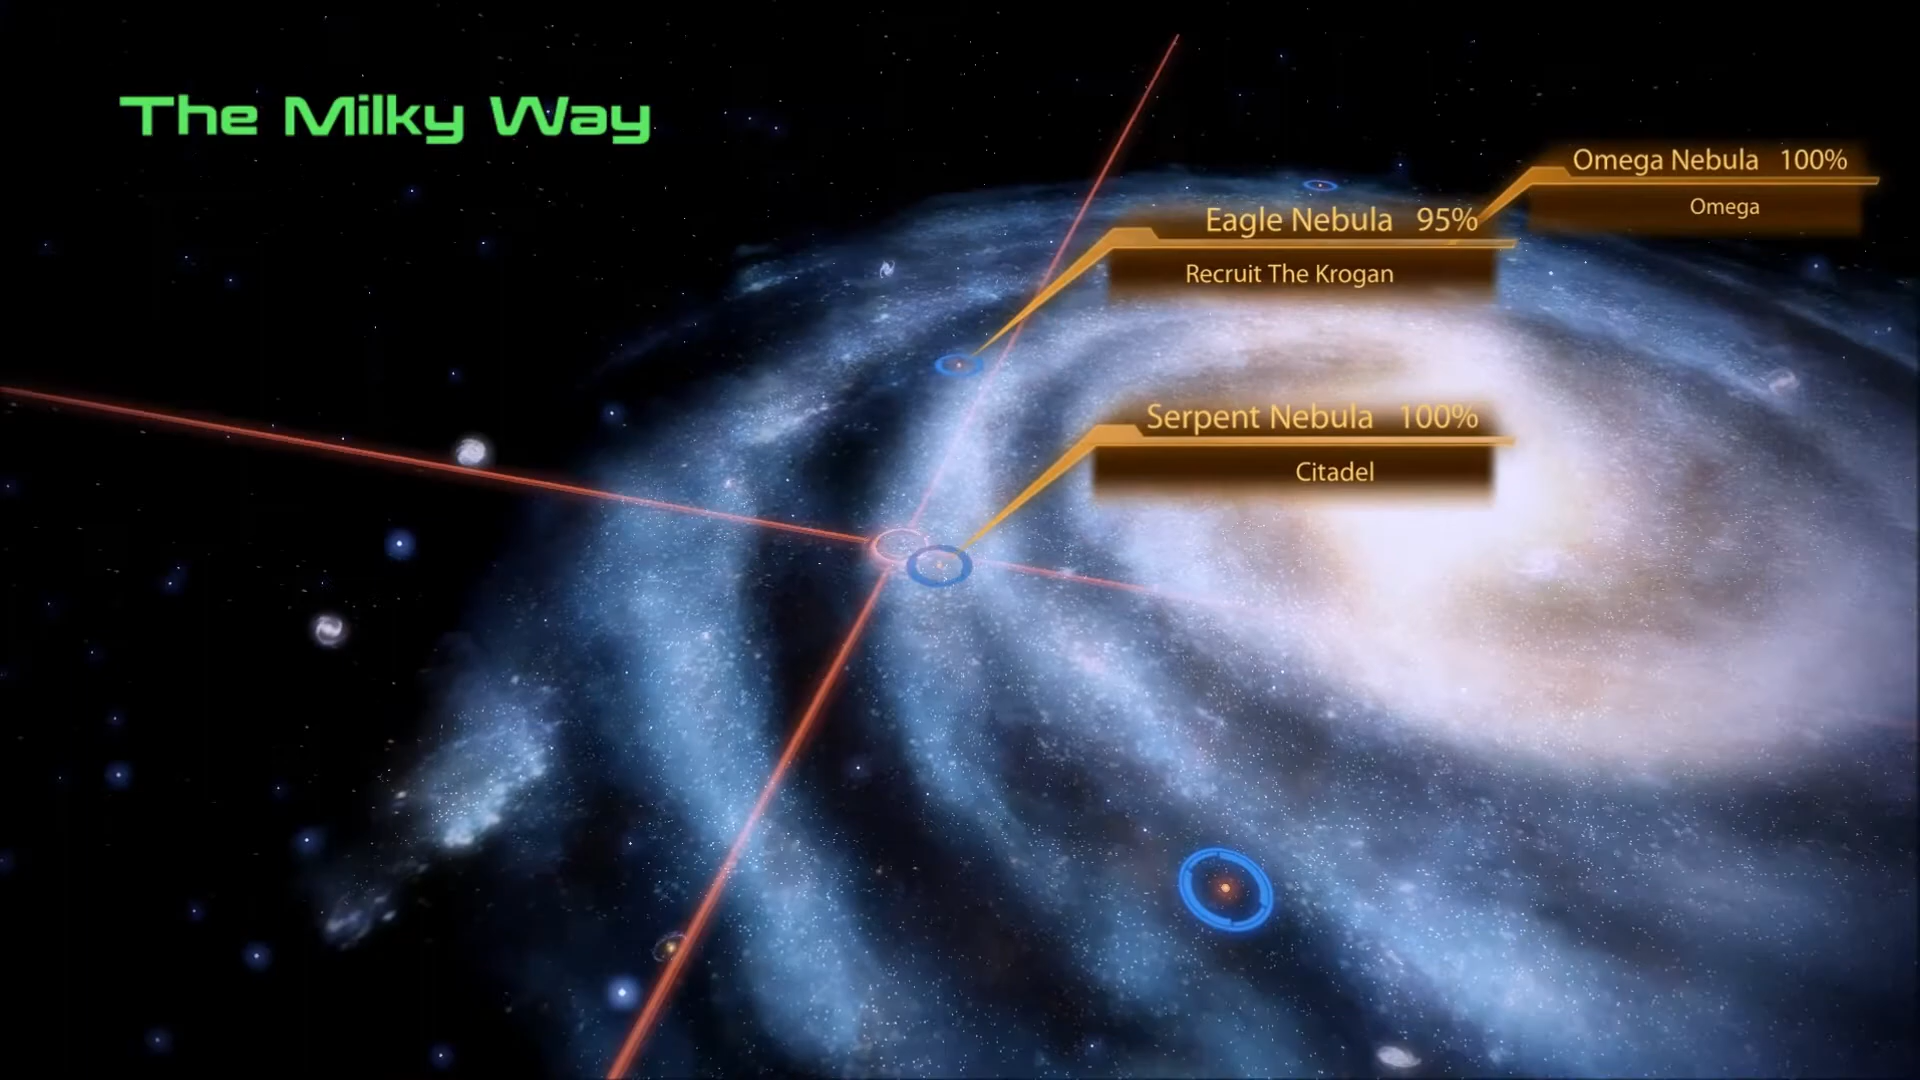 The Milky Way
Omega Nebula 100%
Omega
Eagle Nebula 95%
Recruit The Krogan
Serpent Nebula 100%
Citadel